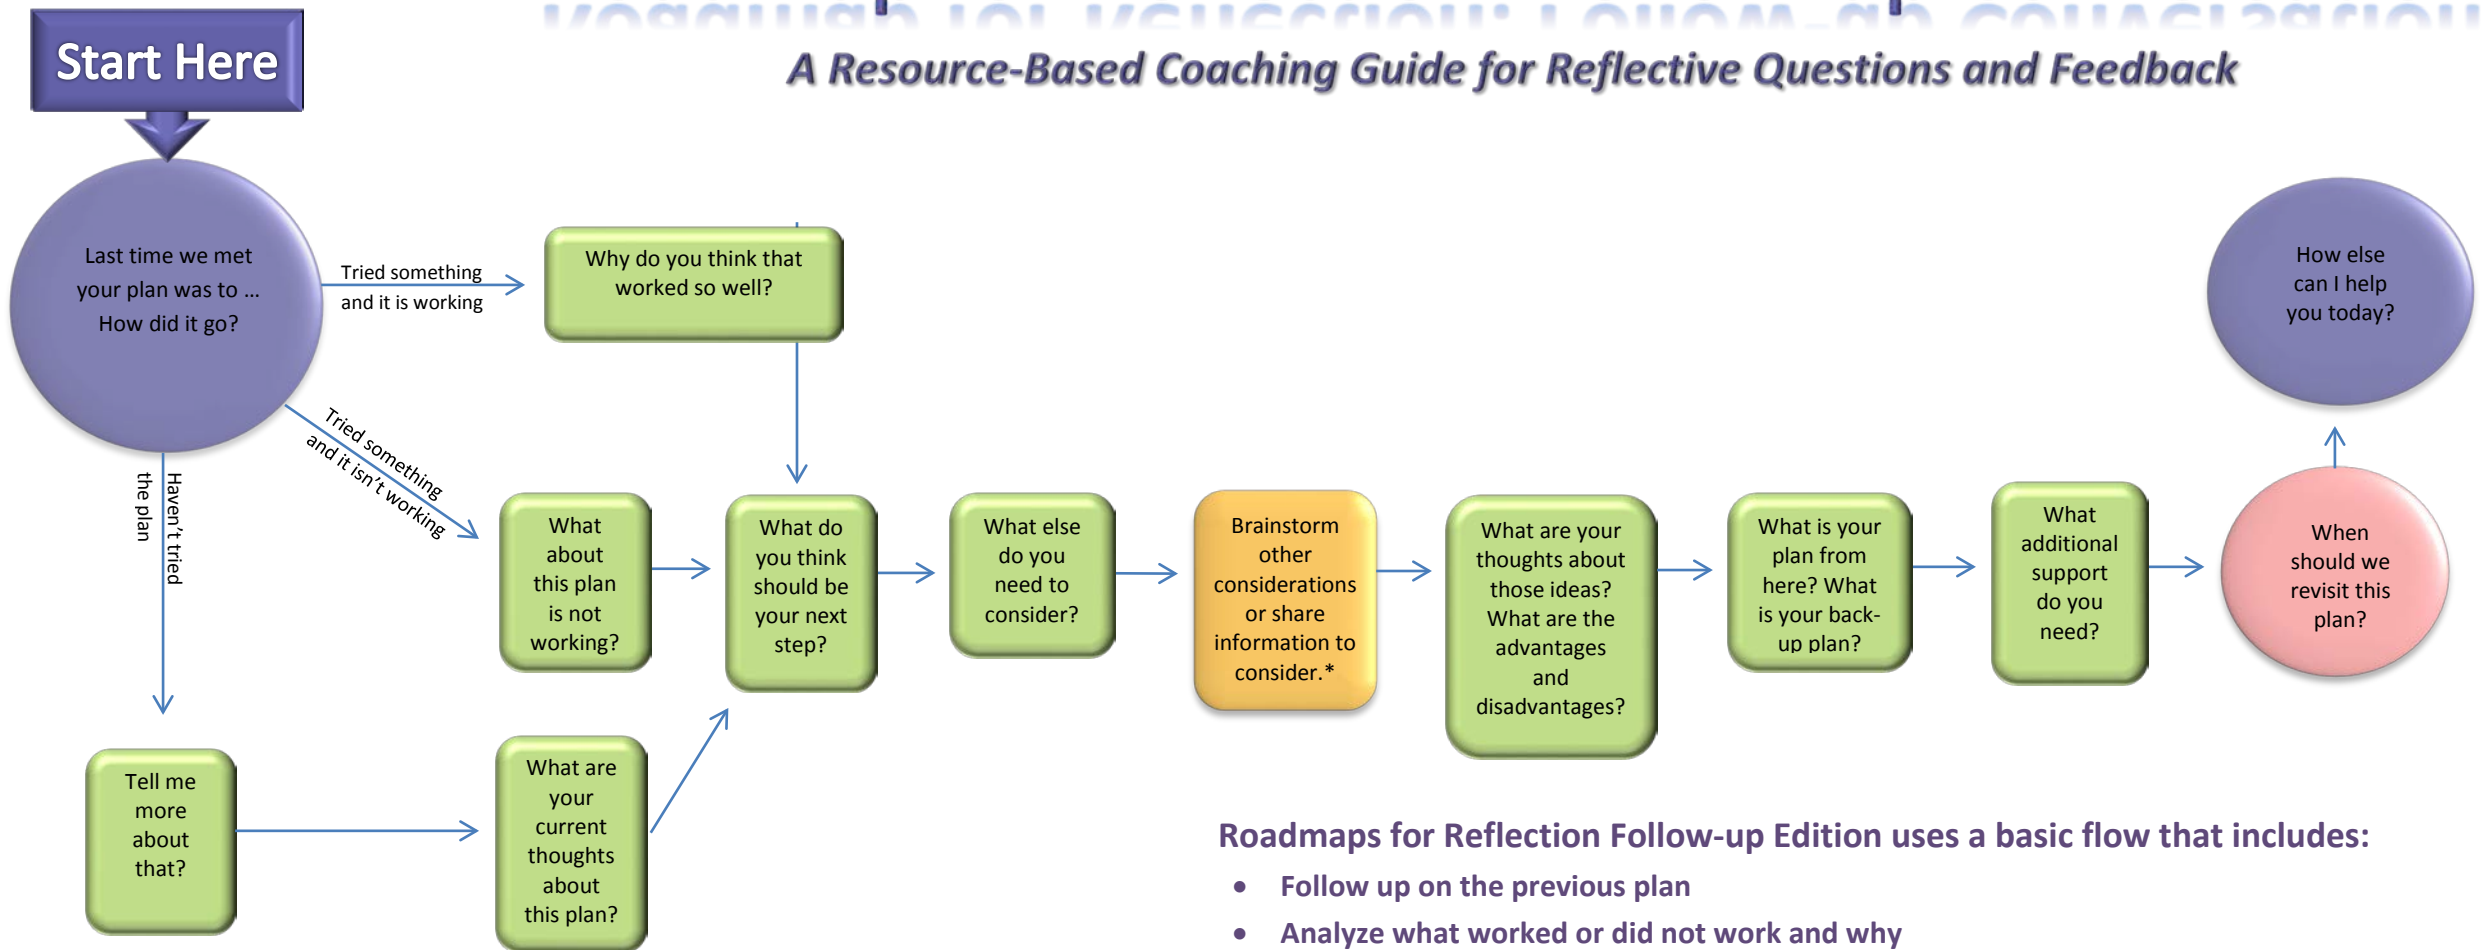 Start Here
A Resource-Based Coaching Guide for Reflective Questions and Feedback
Last time we met
your plan was to ...
How did it go?
Tried something
and it is working
Why do you think that
worked so well?
How else
can I help
you today?
Tried something
and it isn't working
Haven't tried
the plan
What
about
this plan
is not
working?
What do
you think
should be
your next
step?
What else
do you
need to
consider?
Brainstorm
other
considerations
or share
information to
consider.*
What are your
thoughts about
those ideas?
What are the
advantages
and
disadvantages?
What is your
plan from
here? What
is your back-
up plan?
What
additional
support
do you
need?
When
should we
revisit this
plan?
Tell me
more
about
that?
What are
your
current
thoughts
about
this plan?
Roadmaps for Reflection Follow-up Edition uses a basic flow that includes:
• Follow up on the previous plan
• Analyze what worked or did not work and why